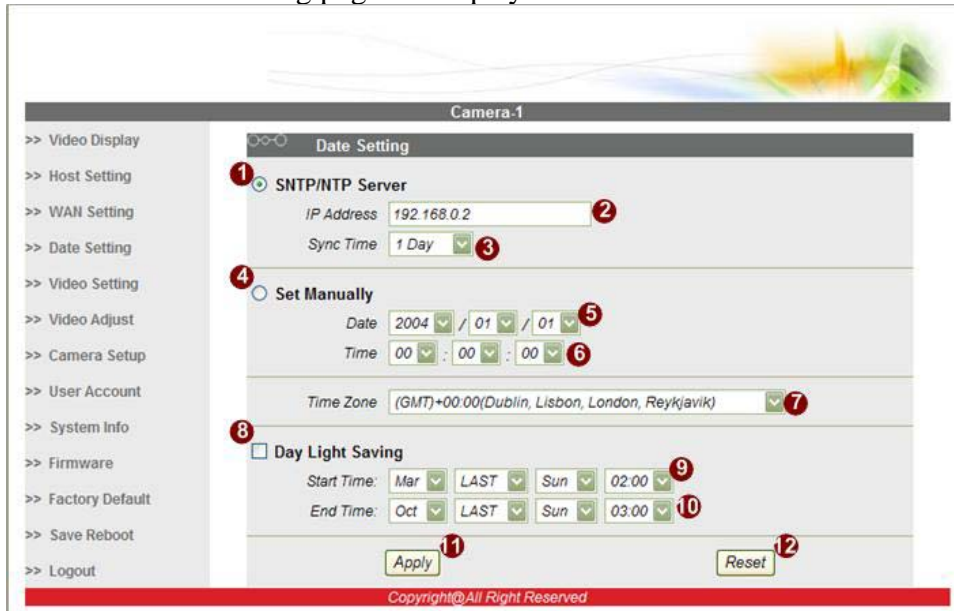 Camera-1
>> Video Display
>> Host Setting
>> WAN Setting
>> Date Setting
>> Video Setting
>> Video Adjust
>> Camera Setup
>> User Account
>> System Info
>> Firmware
>> Factory Default
>> Save Reboot
>> Logout
Date Setting
1 SNTP/NTP Server
IP Address 192.168.0.2 2
Sync Time 1 Day 3
4 Set Manually
Date 2004 / 01 / 01 5
Time 00 : 00 : 00 6
Time Zone (GMT)+00:00(Dublin, Lisbon, London, Reykjavik) 7
8 Day Light Saving
Start Time: Mar LAST Sun 02:00 9
End Time: Oct LAST Sun 03:00 10
Apply 11 Reset 12
Copyright@All Right Reserved